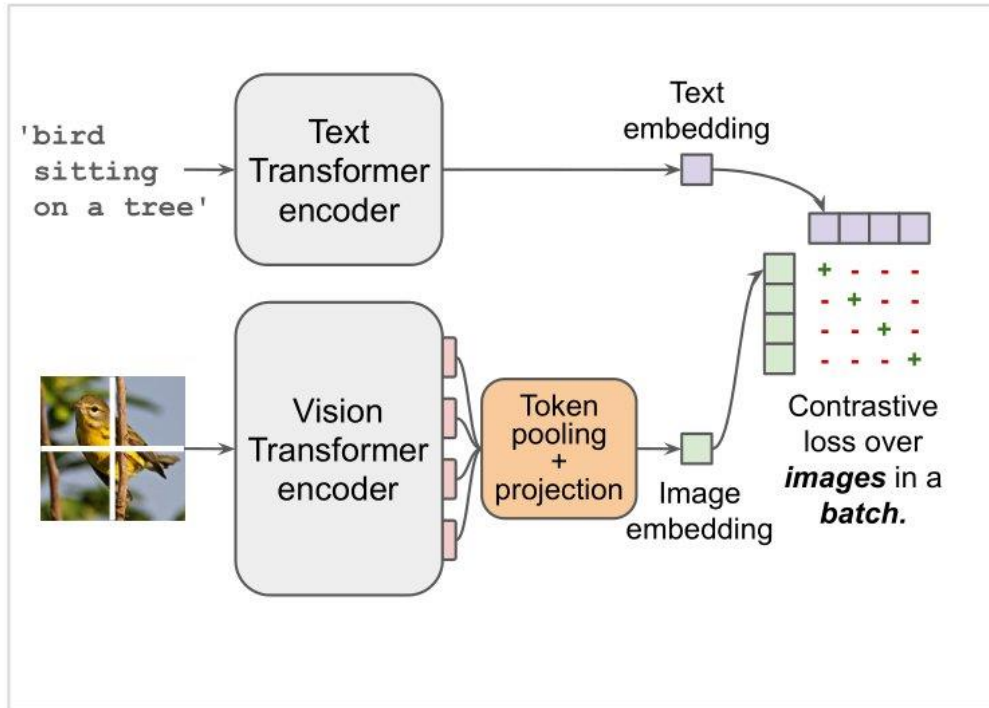 'bird
sitting
on a tree'
Text
Transformer
encoder
Text
embedding
Vision
Transformer
encoder
Token
pooling
+
projection
Image
embedding
+ - - -
- + - -
- - + -
- - - +
Contrastive
loss over
images in a
batch.